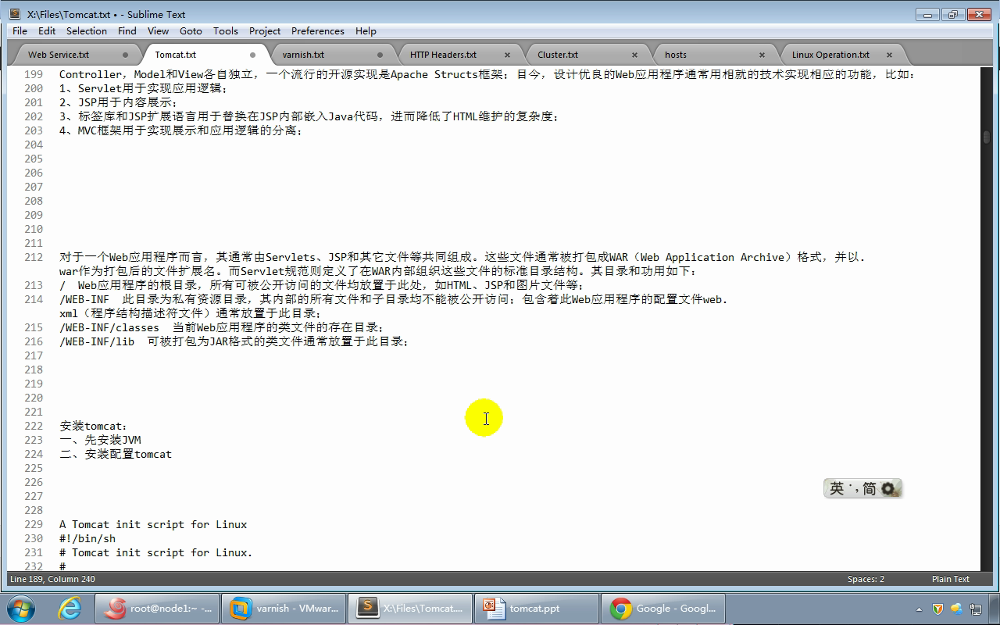 X:\Files\Tomcat.txt • - Sublime Text
File Edit Selection Find View Goto Tools Project Preferences Help
Web Service.txt Tomcat.txt varnish.txt HTTP Headers.txt Cluster.txt hosts Linux Operation.txt
199 Controller，Model和View各自独立，一个流行的开源实现是Apache Structs框架；目今，设计优良的Web应用程序通常用相就的技术实现相应的功能，比如：
200 1、Servlet用于实现应用逻辑；
201 2、JSP用于内容展示；
202 3、标签库和JSP扩展语言用于替换在JSP内部嵌入Java代码，进而降低了HTML维护的复杂度；
203 4、MVC框架用于实现展示和应用逻辑的分离；
204
205
206
207
208
209
210
211
212 对于一个Web应用程序而言，其通常由Servlets、JSP和其它文件等共同组成。这些文件通常被打包成WAR（Web Application Archive）格式，并以.
war作为打包后的文件扩展名。而Servlet规范则定义了在WAR内部组织这些文件的标准目录结构。其目录和功用如下：
213 / Web应用程序的根目录，所有可被公开访问的文件均放置于此处，如HTML、JSP和图片文件等；
214 /WEB-INF 此目录为私有资源目录，其内部的所有文件和子目录均不能被公开访问；包含着此Web应用程序的配置文件web.
xml（程序结构描述符文件）通常放置于此目录；
215 /WEB-INF/classes 当前Web应用程序的类文件的存在目录；
216 /WEB-INF/lib 可被打包为JAR格式的类文件通常放置于此目录；
217
218
219
220
221
222 安装tomcat：
223 一、先安装JVM
224 二、安装配置tomcat
225
226
227
228
229 A Tomcat init script for Linux
230 #!/bin/sh
231 # Tomcat init script for Linux.
232 #
英 简
Line 189, Column 240 Spaces: 2 Plain Text
root@node1:~ -... varnish - VMwar... X:\Files\Tomcat.... tomcat.ppt Google - Googl...